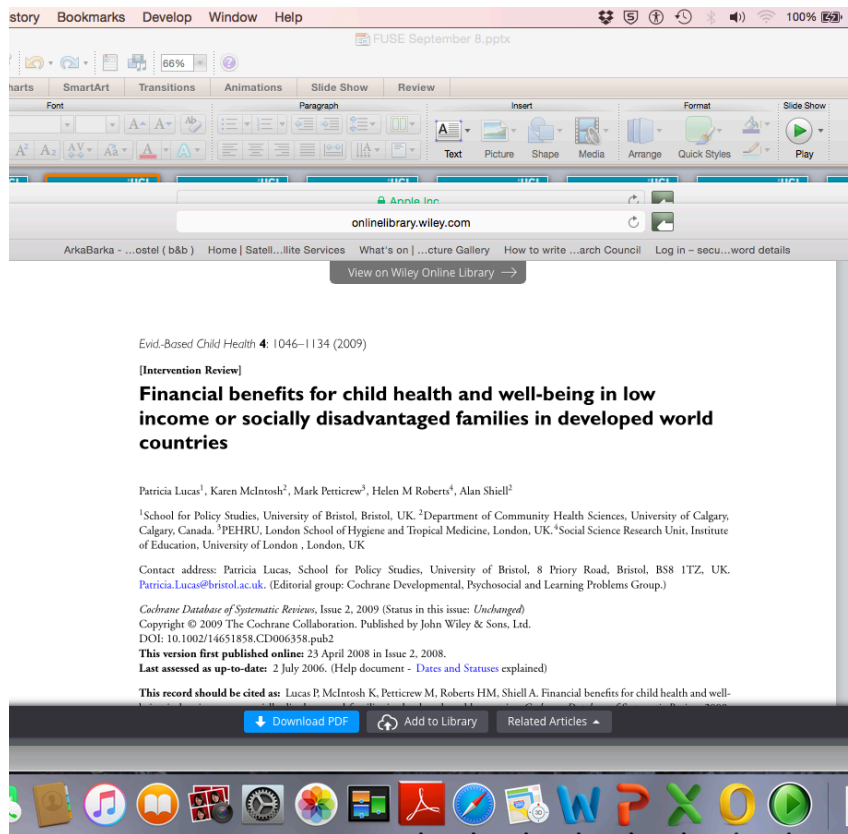 story Bookmarks Develop Window Help 100%
FUSE September 8.pptx
66%
harts SmartArt Transitions Animations Slide Show Review
Font Paragraph Insert Format Slide Show
Text Picture Shape Media Arrange Quick Styles Play
Apple Inc.
onlinelibrary.wiley.com
ArkaBarka - ...ostel ( b&b ) Home | Satell...llite Services What's on | ...cture Gallery How to write ...arch Council Log in – secu...word details
View on Wiley Online Library
Evid.-Based Child Health 4: 1046–1134 (2009)
[Intervention Review]
Financial benefits for child health and well-being in low
income or socially disadvantaged families in developed world
countries
Patricia Lucas1, Karen McIntosh2, Mark Petticrew3, Helen M Roberts4, Alan Shiell2
1School for Policy Studies, University of Bristol, Bristol, UK. 2Department of Community Health Sciences, University of Calgary,
Calgary, Canada. 3PEHRU, London School of Hygiene and Tropical Medicine, London, UK. 4Social Science Research Unit, Institute
of Education, University of London , London, UK
Contact address: Patricia Lucas, School for Policy Studies, University of Bristol, 8 Priory Road, Bristol, BS8 1TZ, UK.
Patricia.Lucas@bristol.ac.uk. (Editorial group: Cochrane Developmental, Psychosocial and Learning Problems Group.)
Cochrane Database of Systematic Reviews, Issue 2, 2009 (Status in this issue: Unchanged)
Copyright © 2009 The Cochrane Collaboration. Published by John Wiley & Sons, Ltd.
DOI: 10.1002/14651858.CD006358.pub2
This version first published online: 23 April 2008 in Issue 2, 2008.
Last assessed as up-to-date: 2 July 2006. (Help document - Dates and Statuses explained)
This record should be cited as: Lucas P, McIntosh K, Petticrew M, Roberts HM, Shiell A. Financial benefits for child health and well-
Download PDF Add to Library Related Articles